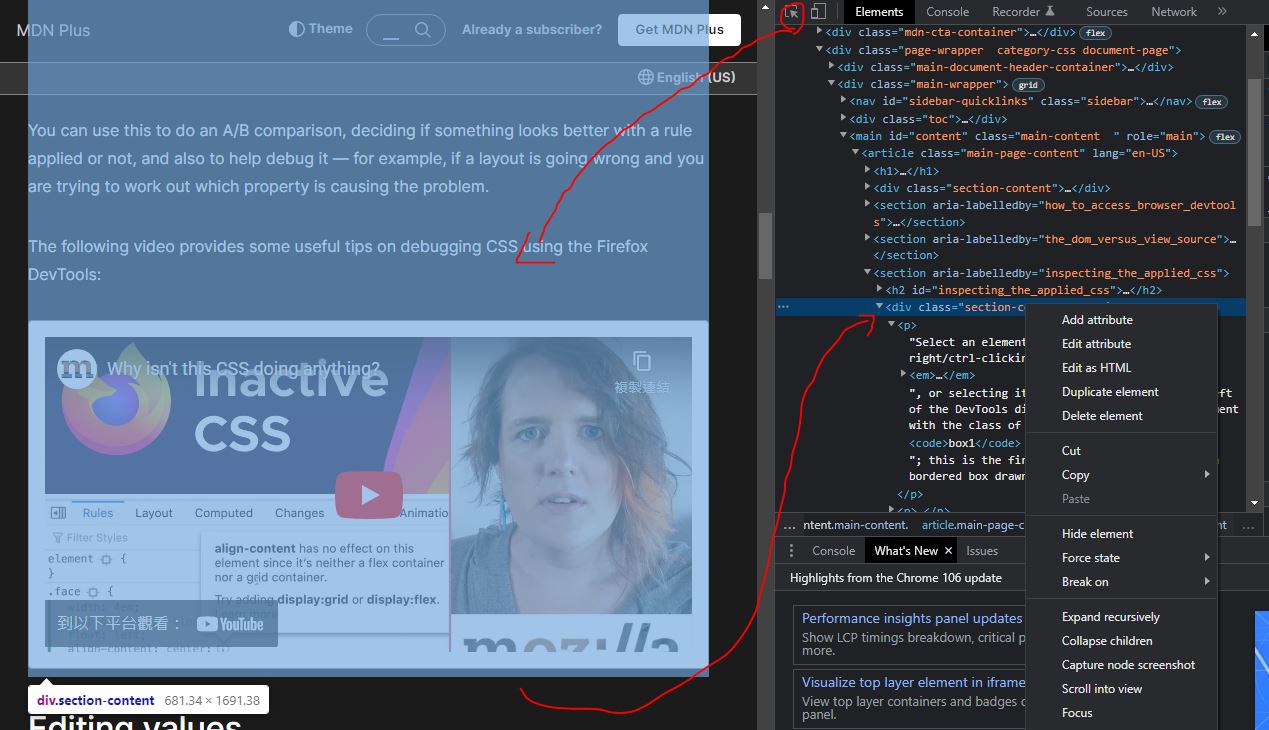 MDN Plus
Theme
Already a subscriber?
Get MDN Plus
English (US)
You can use this to do an A/B comparison, deciding if something looks better with a rule
applied or not, and also to help debug it — for example, if a layout is going wrong and you
are trying to work out which property is causing the problem.
The following video provides some useful tips on debugging CSS using the Firefox
DevTools:
Why isn't this CSS doing anything?
複製連結
Inactive
CSS
Rules Layout Computed Changes Animatio
Filter Styles
element {
}
.face {
width: 4em;
float: left;
align-content: center;
align-content has no effect on this
element since it's neither a flex container
nor a grid container.
Try adding display:grid or display:flex.
Learn more
到以下平台觀看：
YouTube
moz://a
div.section-content 681.34 × 1691.38
Editing values
Elements Console Recorder Sources Network »
<div class="mdn-cta-container">…</div> flex
<div class="page-wrapper  category-css document-page">
<div class="main-document-header-container">…</div>
<div class="main-wrapper"> grid
<nav id="sidebar-quicklinks" class="sidebar">…</nav> flex
<div class="toc">…</div>
<main id="content" class="main-content  " role="main"> flex
<article class="main-page-content" lang="en-US">
<h1>…</h1>
<div class="section-content">…</div>
<section aria-labelledby="how_to_access_browser_devtool
s">…</section>
<section aria-labelledby="the_dom_versus_view_source">…
</section>
<section aria-labelledby="inspecting_the_applied_css">
<h2 id="inspecting_the_applied_css">…</h2>
<div class="section-c
<p>
"Select an element
right/ctrl-clickin
<em>…</em>
", or selecting it
eft
of the DevTools di
ument
with the class of
<code>box1</code>
"; this is the fir
bordered box drawn
</p>
<p>…</p>
… ntent.main-content. article.main-page-c nt …
Console What's New × Issues
Highlights from the Chrome 106 update
Performance insights panel updates
Show LCP timings breakdown, critical p
more.
Visualize top layer element in iframe
View top layer containers and badges o
panel.
Add attribute
Edit attribute
Edit as HTML
Duplicate element
Delete element
Cut
Copy
Paste
Hide element
Force state
Break on
Expand recursively
Collapse children
Capture node screenshot
Scroll into view
Focus